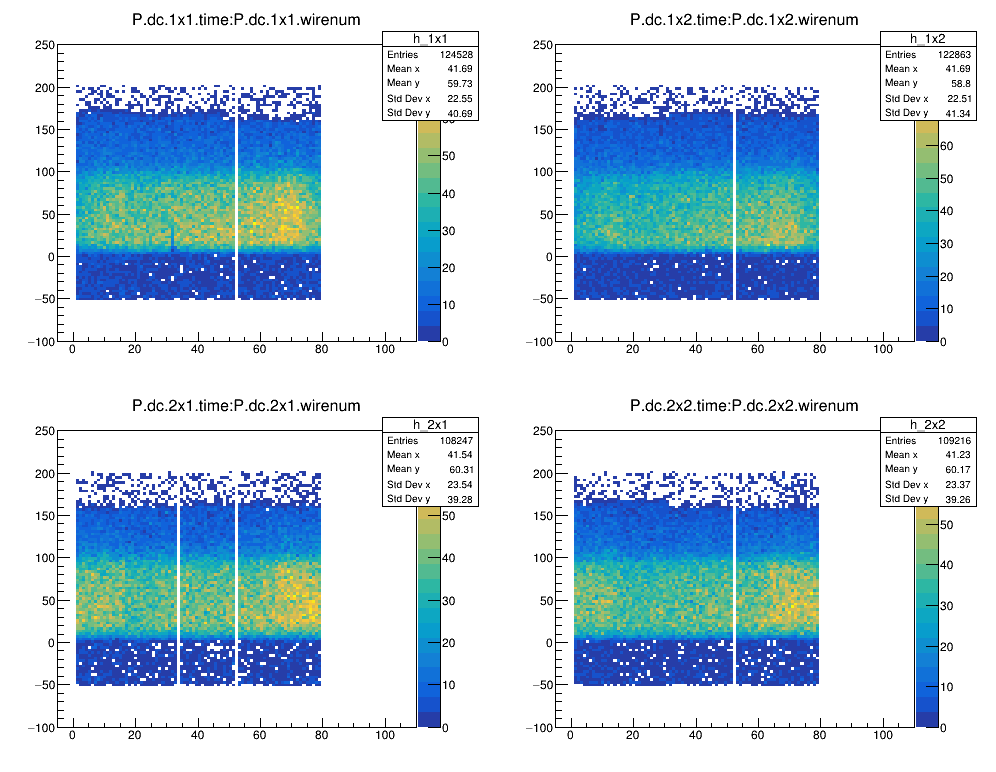 P.dc.1x1.time:P.dc.1x1.wirenum
h_1x1
Entries 124528
Mean x 41.69
Mean y 59.73
Std Dev x 22.55
Std Dev y 40.69
250
200
150
100
50
0
−50
−100
0 20 40 60 80 100
50
40
30
20
10
0
P.dc.1x2.time:P.dc.1x2.wirenum
h_1x2
Entries 122863
Mean x 41.69
Mean y 58.8
Std Dev x 22.51
Std Dev y 41.34
250
200
150
100
50
0
−50
−100
0 20 40 60 80 100
60
50
40
30
20
10
0
P.dc.2x1.time:P.dc.2x1.wirenum
h_2x1
Entries 108247
Mean x 41.54
Mean y 60.31
Std Dev x 23.54
Std Dev y 39.28
250
200
150
100
50
0
−50
−100
0 20 40 60 80 100
50
40
30
20
10
0
P.dc.2x2.time:P.dc.2x2.wirenum
h_2x2
Entries 109216
Mean x 41.23
Mean y 60.17
Std Dev x 23.37
Std Dev y 39.26
250
200
150
100
50
0
−50
−100
0 20 40 60 80 100
50
40
30
20
10
0